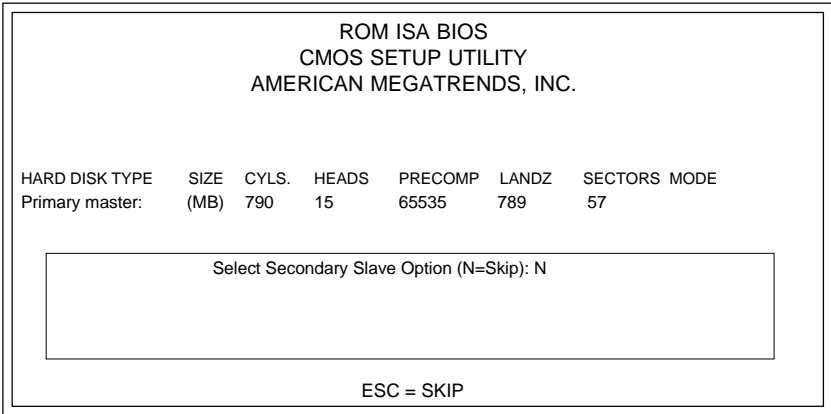 ROM ISA BIOS
CMOS SETUP UTILITY
AMERICAN MEGATRENDS, INC.
HARD DISK TYPE SIZE CYLS. HEADS PRECOMP LANDZ SECTORS MODE
Primary master: (MB) 790 15 65535 789 57
Select Secondary Slave Option (N=Skip): N
ESC = SKIP